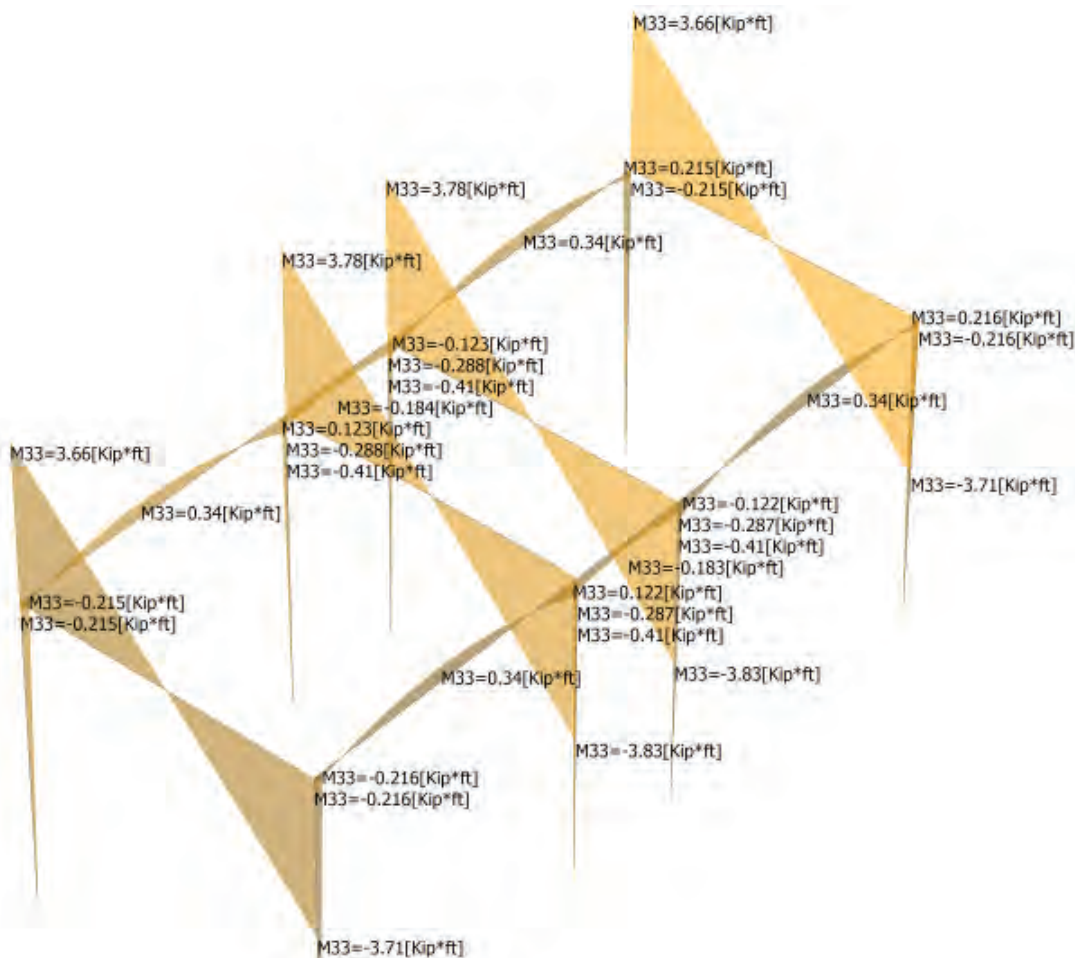 M33=3.66[Kip*ft]
M33=0.215[Kip*ft]
M33=-0.215[Kip*ft]
M33=3.78[Kip*ft]
M33=0.34[Kip*ft]
M33=3.78[Kip*ft]
M33=0.216[Kip*ft]
M33=-0.216[Kip*ft]
M33=-0.123[Kip*ft]
M33=-0.288[Kip*ft]
M33=-0.41[Kip*ft]
M33=0.34[Kip*ft]
M33=-0.184[Kip*ft]
M33=0.123[Kip*ft]
M33=-0.288[Kip*ft]
M33=-0.41[Kip*ft]
M33=3.66[Kip*ft]
M33=-3.71[Kip*ft]
M33=0.34[Kip*ft]
M33=-0.122[Kip*ft]
M33=-0.287[Kip*ft]
M33=-0.41[Kip*ft]
M33=-0.183[Kip*ft]
M33=0.122[Kip*ft]
M33=-0.287[Kip*ft]
M33=-0.41[Kip*ft]
M33=-0.215[Kip*ft]
M33=-0.215[Kip*ft]
M33=0.34[Kip*ft]
M33=-3.83[Kip*ft]
M33=-3.83[Kip*ft]
M33=-0.216[Kip*ft]
M33=-0.216[Kip*ft]
M33=-3.71[Kip*ft]